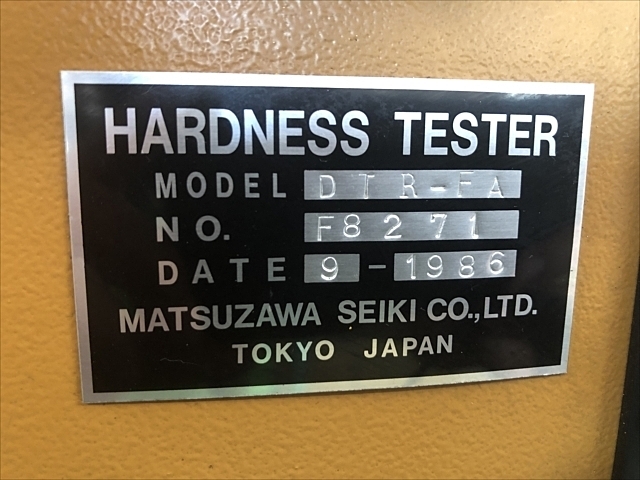 HARDNESS TESTER
MODEL DTR-FA
NO. F8271
DATE 9-1986
MATSUZAWA SEIKI CO.,LTD.
TOKYO JAPAN